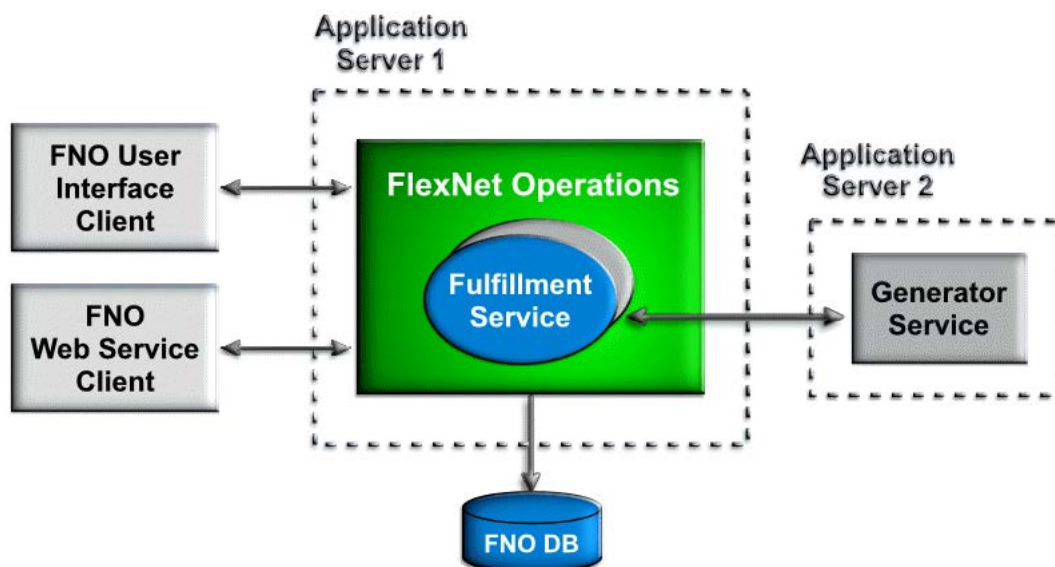 Application
Server 1
FNO User
Interface
Client
FlexNet Operations
Application
Server 2
Fulfillment
Service
Generator
Service
FNO
Web Service
Client
FNO DB